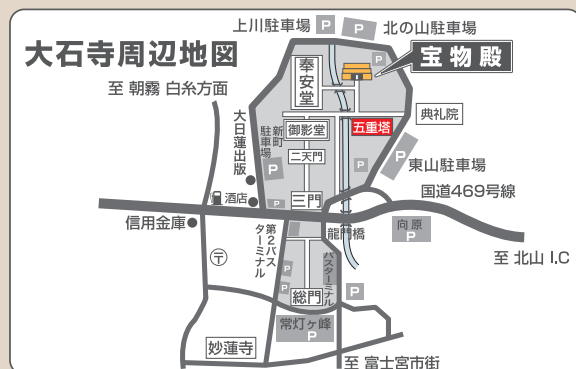 上川駐車場
P
P
北の山駐車場
大石寺周辺地図
奉安堂
P
宝物殿
至 朝霧 白糸方面
典礼院
大日蓮出版
新町駐車場
御影堂
五重塔
二天門
P
P
P
東山駐車場
酒店
P
三門
国道469号線
信用金庫
第2バスターミナル
龍門橋
向原
P
〒
至 北山 I.C
P
P
バスターミナル
総門
P
常灯ヶ峰
P
妙蓮寺
至 富士宮市街